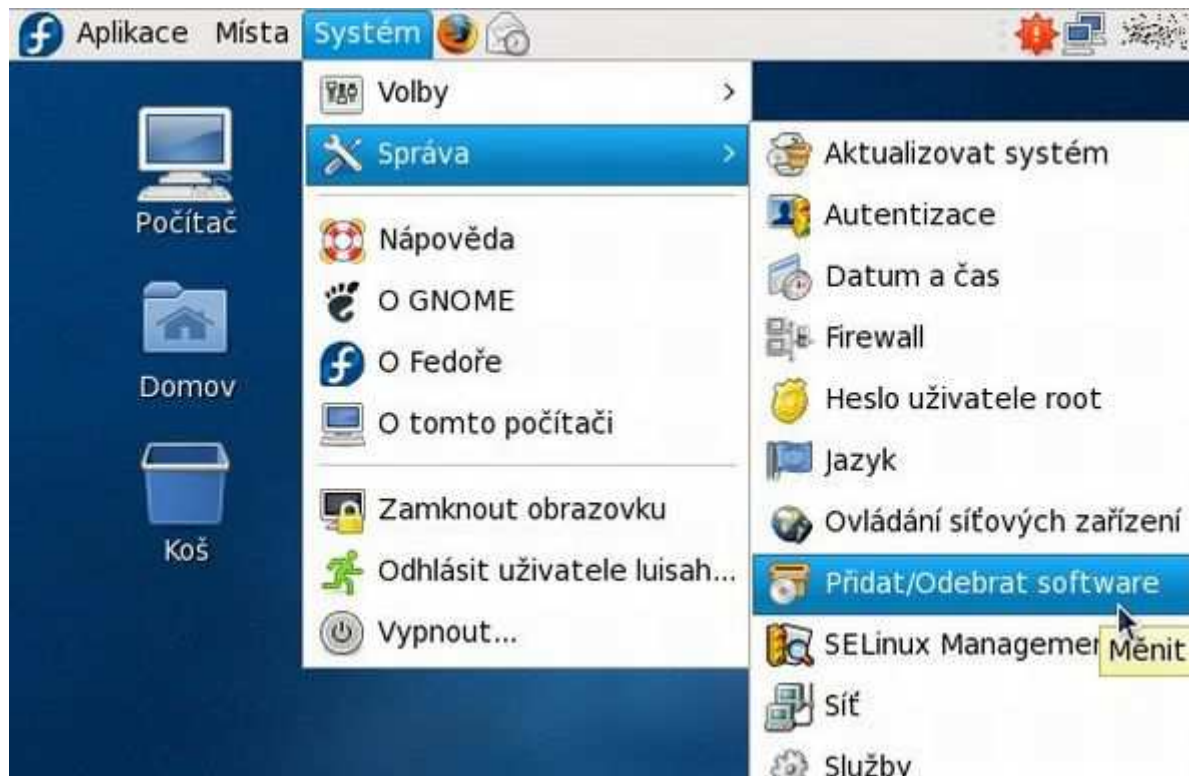 Aplikace Místa Systém
Počítač
Domov
Koš
Volby
Správa
Nápověda
O GNOME
O Fedoře
O tomto počítači
Zamknout obrazovku
Odhlásit uživatele luisah...
Vypnout...
Aktualizovat systém
Autentizace
Datum a čas
Firewall
Heslo uživatele root
Jazyk
Ovládání síťových zařízení
Přidat/Odebrat software
SELinux Managemen
Měnit
Síť
Služby